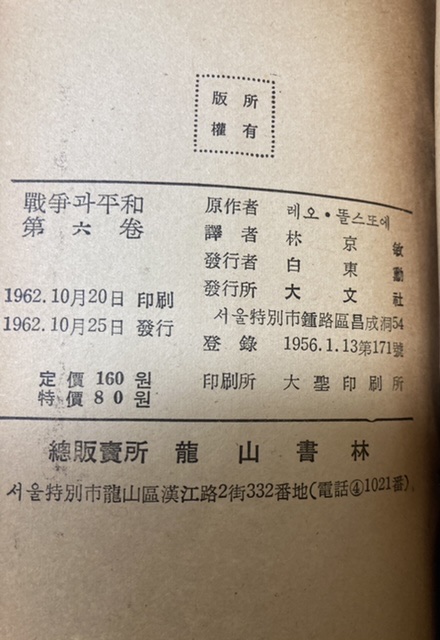 所有
版權
戰爭과平和
第六卷
1962.10月20日 印刷
1962.10月25日 發行
定價 160 원
特價 80 원
原作者 레오・똘스또에
譯者 林京敏
發行者 白東勳
發行所 大文社
서울特別市鍾路區昌成洞54
登錄 1956.1.13第171號
印刷所 大聖印刷所
總販賣所 龍山書林
서울特別市龍山區漢江路2街332番地(電話④1021番)